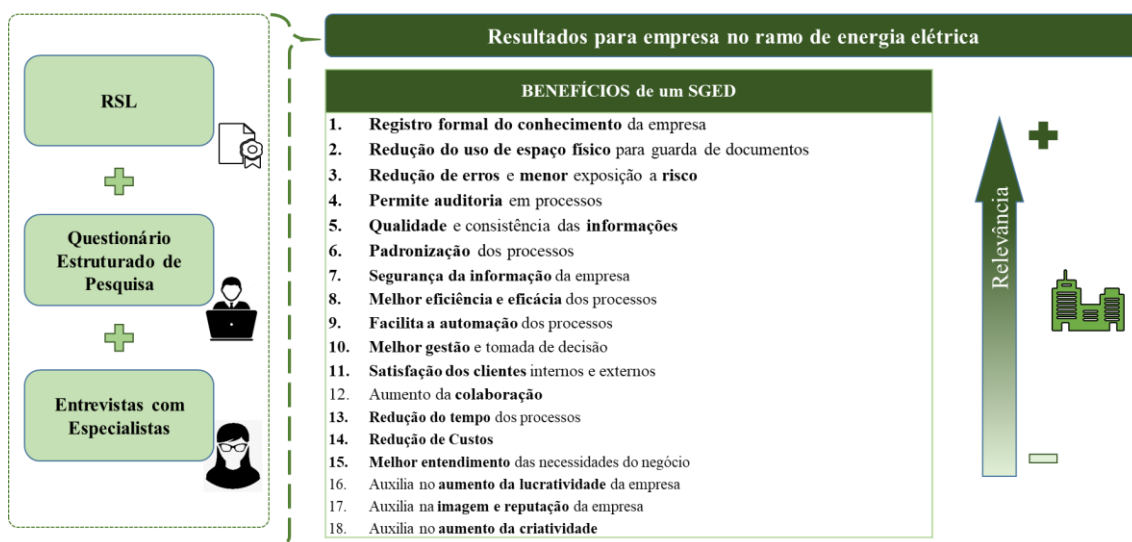 RSL
Questionário
Estruturado de
Pesquisa
Entrevistas com
Especialistas
Resultados para empresa no ramo de energia elétrica
BENEFÍCIOS de um SGED
1. Registro formal do conhecimento da empresa
2. Redução do uso de espaço físico para guarda de documentos
3. Redução de erros e menor exposição a risco
4. Permite auditoria em processos
5. Qualidade e consistência das informações
6. Padronização dos processos
7. Segurança da informação da empresa
8. Melhor eficiência e eficácia dos processos
9. Facilita a automação dos processos
10. Melhor gestão e tomada de decisão
11. Satisfação dos clientes internos e externos
12. Aumento da colaboração
13. Redução do tempo dos processos
14. Redução de Custos
15. Melhor entendimento das necessidades do negócio
16. Auxilia no aumento da lucratividade da empresa
17. Auxilia na imagem e reputação da empresa
18. Auxilia no aumento da criatividade
Relevância